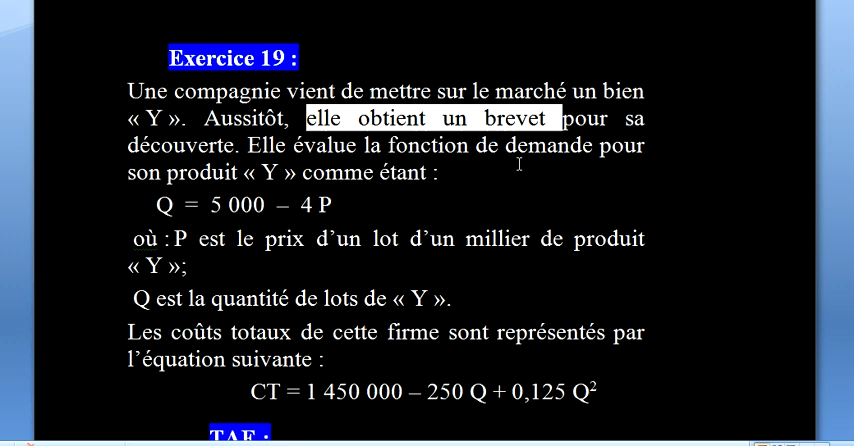 Exercice 19 :
Une compagnie vient de mettre sur le marché un bien
« Y ». Aussitôt, elle obtient un brevet pour sa
découverte. Elle évalue la fonction de demande pour
son produit « Y » comme étant :
Q = 5 000 – 4 P
où : P est le prix d’un lot d’un millier de produit
« Y »;
Q est la quantité de lots de « Y ».
Les coûts totaux de cette firme sont représentés par
l’équation suivante :
CT = 1 450 000 – 250 Q + 0,125 Q²
TAF :